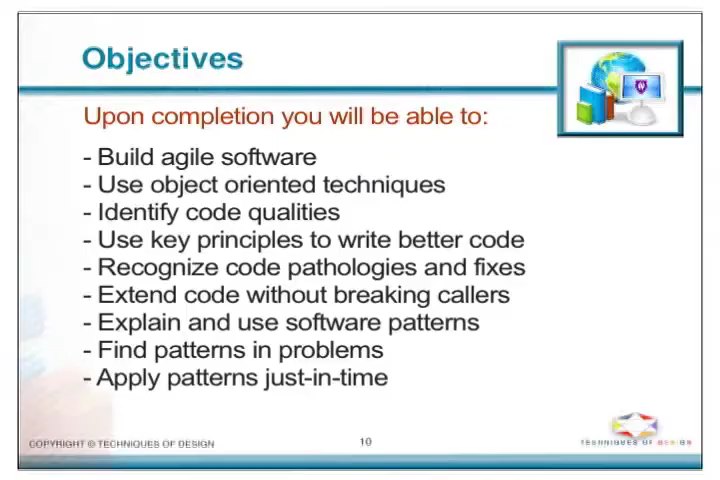 Objectives
Upon completion you will be able to:
- Build agile software
- Use object oriented techniques
- Identify code qualities
- Use key principles to write better code
- Recognize code pathologies and fixes
- Extend code without breaking callers
- Explain and use software patterns
- Find patterns in problems
- Apply patterns just-in-time
COPYRIGHT © TECHNIQUES OF DESIGN
10
TECHNIQUES OF DESIGN